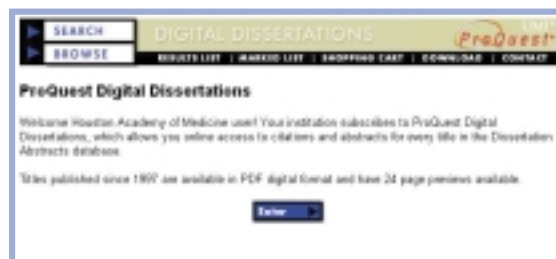 SEARCH
DIGITAL DISSERTATIONS
UMI
ProQuest
BROWSE
RESULTS LIST | MARKED LIST | SHOPPING CART | DOWNLOAD | CONTACT
ProQuest Digital Dissertations
Welcome Houston Academy of Medicine user! Your institution subscribes to ProQuest Digital
Dissertations, which allows you online access to citations and abstracts for every title in the Dissertation
Abstracts database.
Titles published since 1997 are available in PDF digital format and have 24 page previews available.
Enter